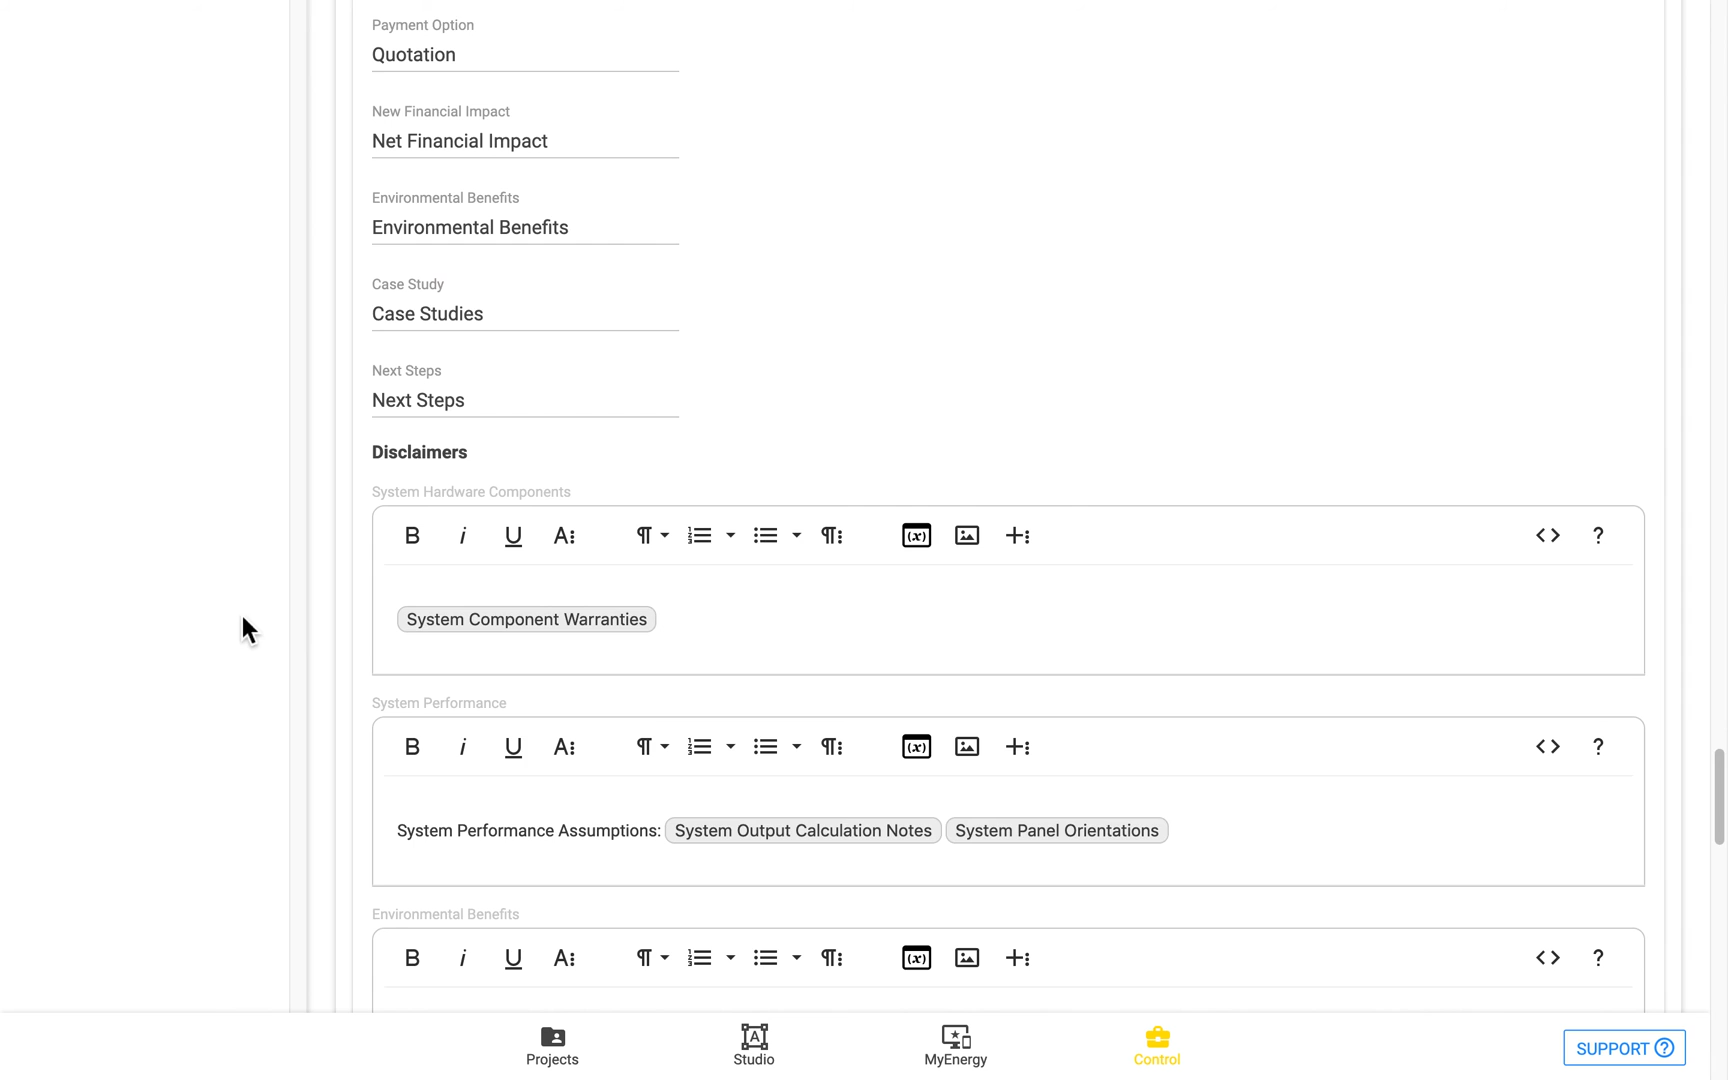 Payment Option
Quotation
New Financial Impact
Net Financial Impact
Environmental Benefits
Environmental Benefits
Case Study
Case Studies
Next Steps
Next Steps
Disclaimers
System Hardware Components
B i U A ¶ ¶ (x) + <> ?
System Component Warranties
System Performance
B i U A ¶ ¶ (x) + <> ?
System Performance Assumptions: System Output Calculation Notes System Panel Orientations
Environmental Benefits
B i U A ¶ ¶ (x) + <> ?
Projects Studio MyEnergy Control SUPPORT ?